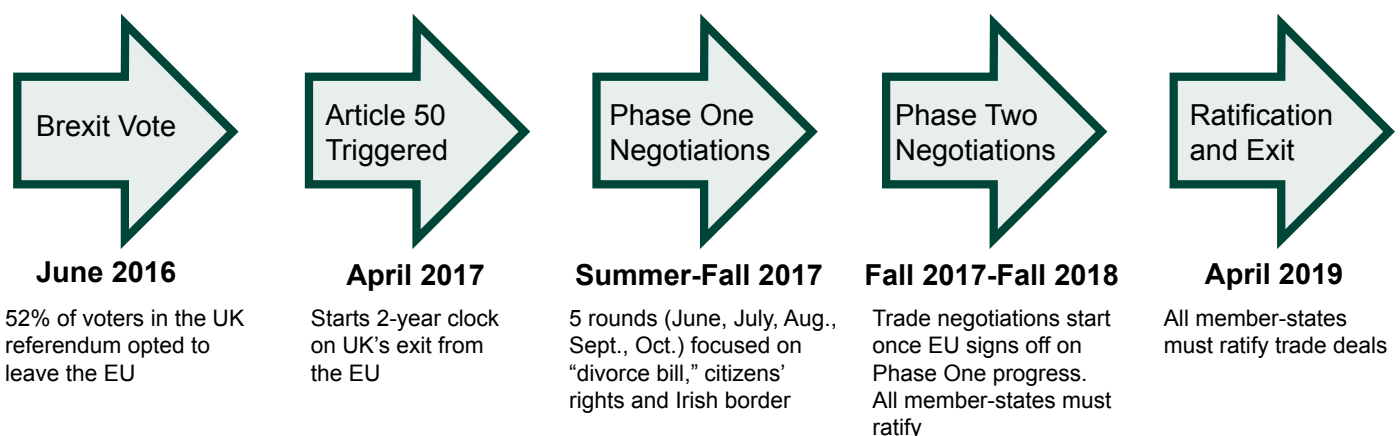 Brexit Vote
June 2016
52% of voters in the UK
referendum opted to
leave the EU
Article 50
Triggered
April 2017
Starts 2-year clock
on UK’s exit from
the EU
Phase One
Negotiations
Summer-Fall 2017
5 rounds (June, July, Aug.,
Sept., Oct.) focused on
“divorce bill,” citizens’
rights and Irish border
Phase Two
Negotiations
Fall 2017-Fall 2018
Trade negotiations start
once EU signs off on
Phase One progress.
All member-states must
ratify
Ratification
and Exit
April 2019
All member-states
must ratify trade deals